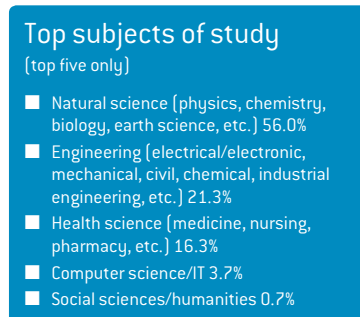 Top subjects of study
(top five only)
Natural science (physics, chemistry,
biology, earth science, etc.) 56.0%
Engineering (electrical/electronic,
mechanical, civil, chemical, industrial
engineering, etc.) 21.3%
Health science (medicine, nursing,
pharmacy, etc.) 16.3%
Computer science/IT 3.7%
Social sciences/humanities 0.7%